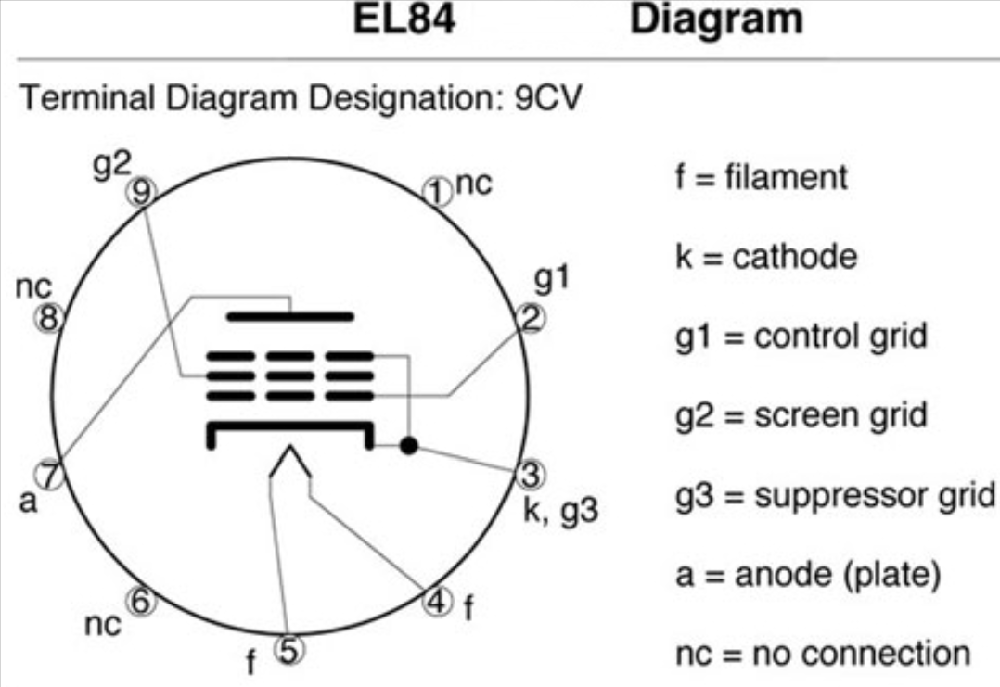 EL84 Diagram
Terminal Diagram Designation: 9CV
g2
9
1 nc
nc
8
g1
2
7
a
3
k, g3
nc
6
f
5
4 f
f = filament
k = cathode
g1 = control grid
g2 = screen grid
g3 = suppressor grid
a = anode (plate)
nc = no connection